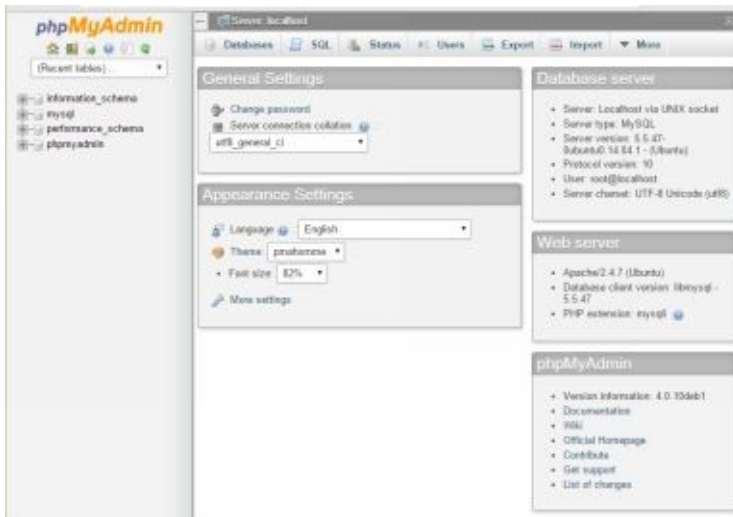 phpMyAdmin
(Recent tables) ...
information_schema
mysql
performance_schema
phpmyadmin
Server: localhost
Databases SQL Status Users Export Import More
General Settings
Change password
Server connection collation
utf8_general_ci
Appearance Settings
Language English
Theme: pmahomme
Font size: 82%
More settings
Database server
Server: Localhost via UNIX socket
Server type: MySQL
Server version: 5.5.47-
0ubuntu0.14.04.1 - (Ubuntu)
Protocol version: 10
User: root@localhost
Server charset: UTF-8 Unicode (utf8)
Web server
Apache/2.4.7 (Ubuntu)
Database client version: libmysql -
5.5.47
PHP extension: mysqli
phpMyAdmin
Version information: 4.0.10deb1
Documentation
Wiki
Official Homepage
Contribute
Get support
List of changes